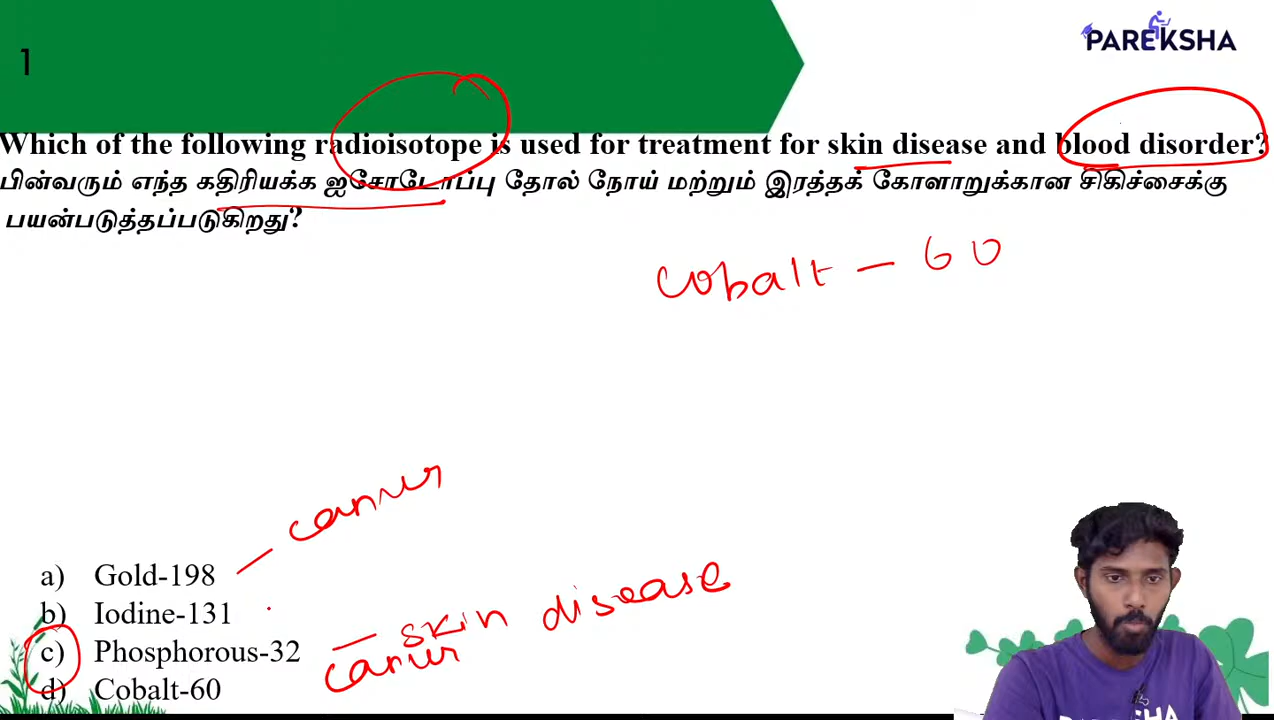 1
PAREKSHA
Which of the following radioisotope is used for treatment for skin disease and blood disorder?
பின்வரும் எந்த கதிரியக்க ஐசோடோப்பு தோல் நோய் மற்றும் இரத்தக் கோளாறுக்கான சிகிச்சைக்கு
பயன்படுத்தப்படுகிறது?
Cobalt - 60
a) Gold-198 - cancer
b) Iodine-131
c) Phosphorous-32 - skin disease
d) Cobalt-60 cancer
PAREKSHA